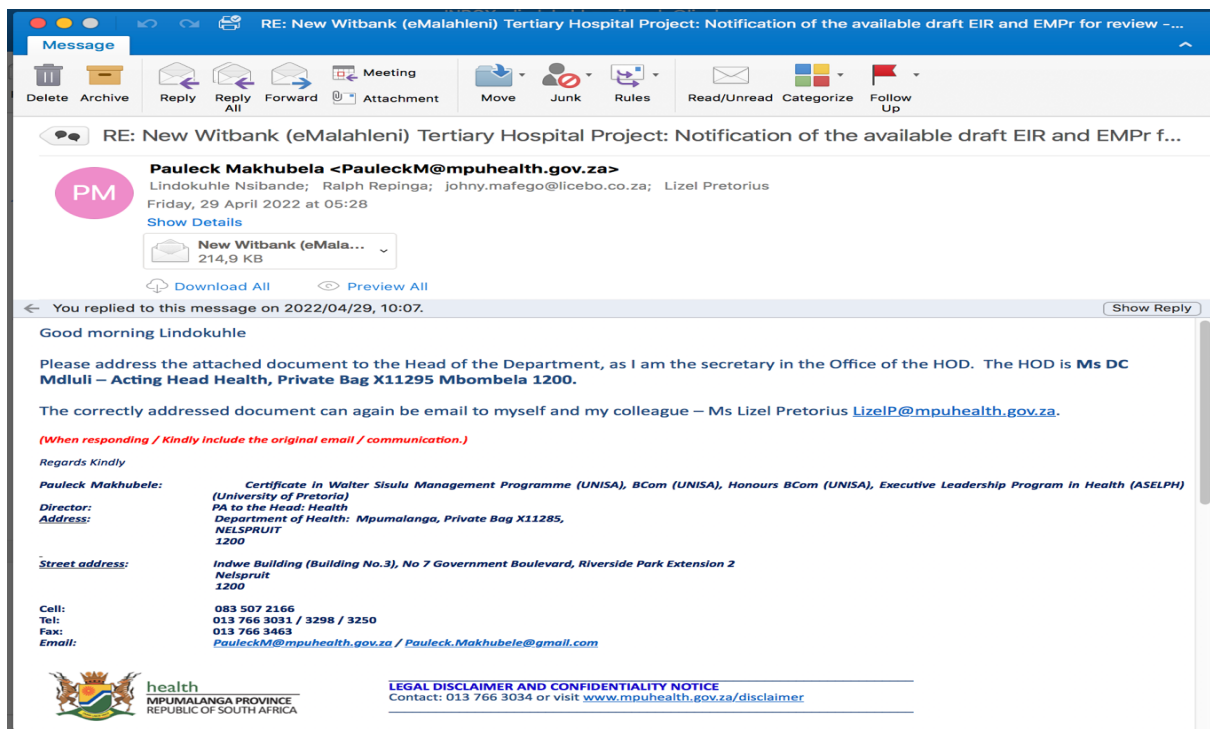 RE: New Witbank (eMalahleni) Tertiary Hospital Project: Notification of the available draft EIR and EMPr for review -...
Message
Delete Archive Reply Reply All Forward Meeting Attachment Move Junk Rules Read/Unread Categorize Follow Up
RE: New Witbank (eMalahleni) Tertiary Hospital Project: Notification of the available draft EIR and EMPr f...
PM
Pauleck Makhubela <PauleckM@mpuhealth.gov.za>
Lindokuhle Nsibande; Ralph Repinga; johny.mafego@licebo.co.za; Lizel Pretorius
Friday, 29 April 2022 at 05:28
Show Details
New Witbank (eMala...
214,9 KB
Download All Preview All
You replied to this message on 2022/04/29, 10:07. Show Reply
Good morning Lindokuhle
Please address the attached document to the Head of the Department, as I am the secretary in the Office of the HOD. The HOD is Ms DC
Mdluli – Acting Head Health, Private Bag X11295 Mbombela 1200.
The correctly addressed document can again be email to myself and my colleague – Ms Lizel Pretorius LizelP@mpuhealth.gov.za.
(When responding / Kindly include the original email / communication.)
Regards Kindly
Pauleck Makhubele: Certificate in Walter Sisulu Management Programme (UNISA), BCom (UNISA), Honours BCom (UNISA), Executive Leadership Program in Health (ASELPH)
(University of Pretoria)
Director: PA to the Head: Health
Address: Department of Health: Mpumalanga, Private Bag X11285,
NELSPRUIT
1200
Street address: Indwe Building (Building No.3), No 7 Government Boulevard, Riverside Park Extension 2
Nelspruit
1200
Cell: 083 507 2166
Tel: 013 766 3031 / 3298 / 3250
Fax: 013 766 3463
Email: PauleckM@mpuhealth.gov.za / Pauleck.Makhubele@gmail.com
health
MPUMALANGA PROVINCE
REPUBLIC OF SOUTH AFRICA
LEGAL DISCLAIMER AND CONFIDENTIALITY NOTICE
Contact: 013 766 3034 or visit www.mpuhealth.gov.za/disclaimer